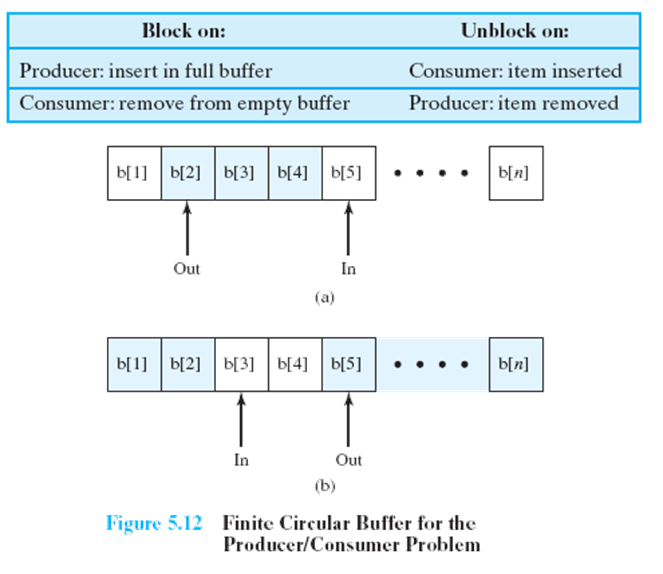 Block on: Unblock on:
Producer: insert in full buffer Consumer: item inserted
Consumer: remove from empty buffer Producer: item removed
b[1] b[2] b[3] b[4] b[5] • • • • b[n]
Out In
(a)
b[1] b[2] b[3] b[4] b[5] • • • • b[n]
In Out
(b)
Figure 5.12 Finite Circular Buffer for the
Producer/Consumer Problem